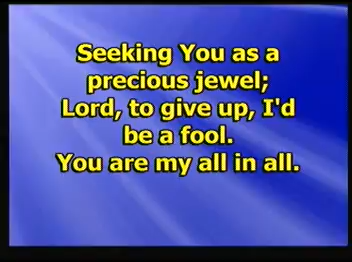 Seeking You as a
precious jewel;
Lord, to give up, I'd
be a fool.
You are my all in all.